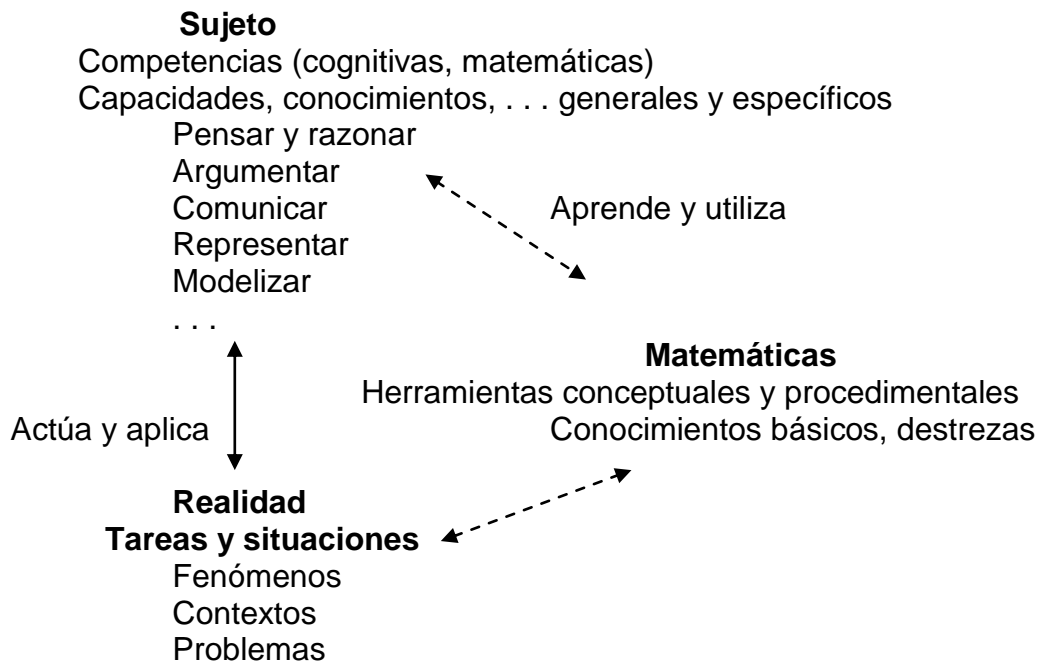 Sujeto
Competencias (cognitivas, matemáticas)
Capacidades, conocimientos, . . . generales y específicos
Pensar y razonar
Argumentar
Comunicar
Representar
Modelizar
. . .
Aprende y utiliza
Matemáticas
Herramientas conceptuales y procedimentales
Conocimientos básicos, destrezas
Actúa y aplica
Realidad
Tareas y situaciones
Fenómenos
Contextos
Problemas